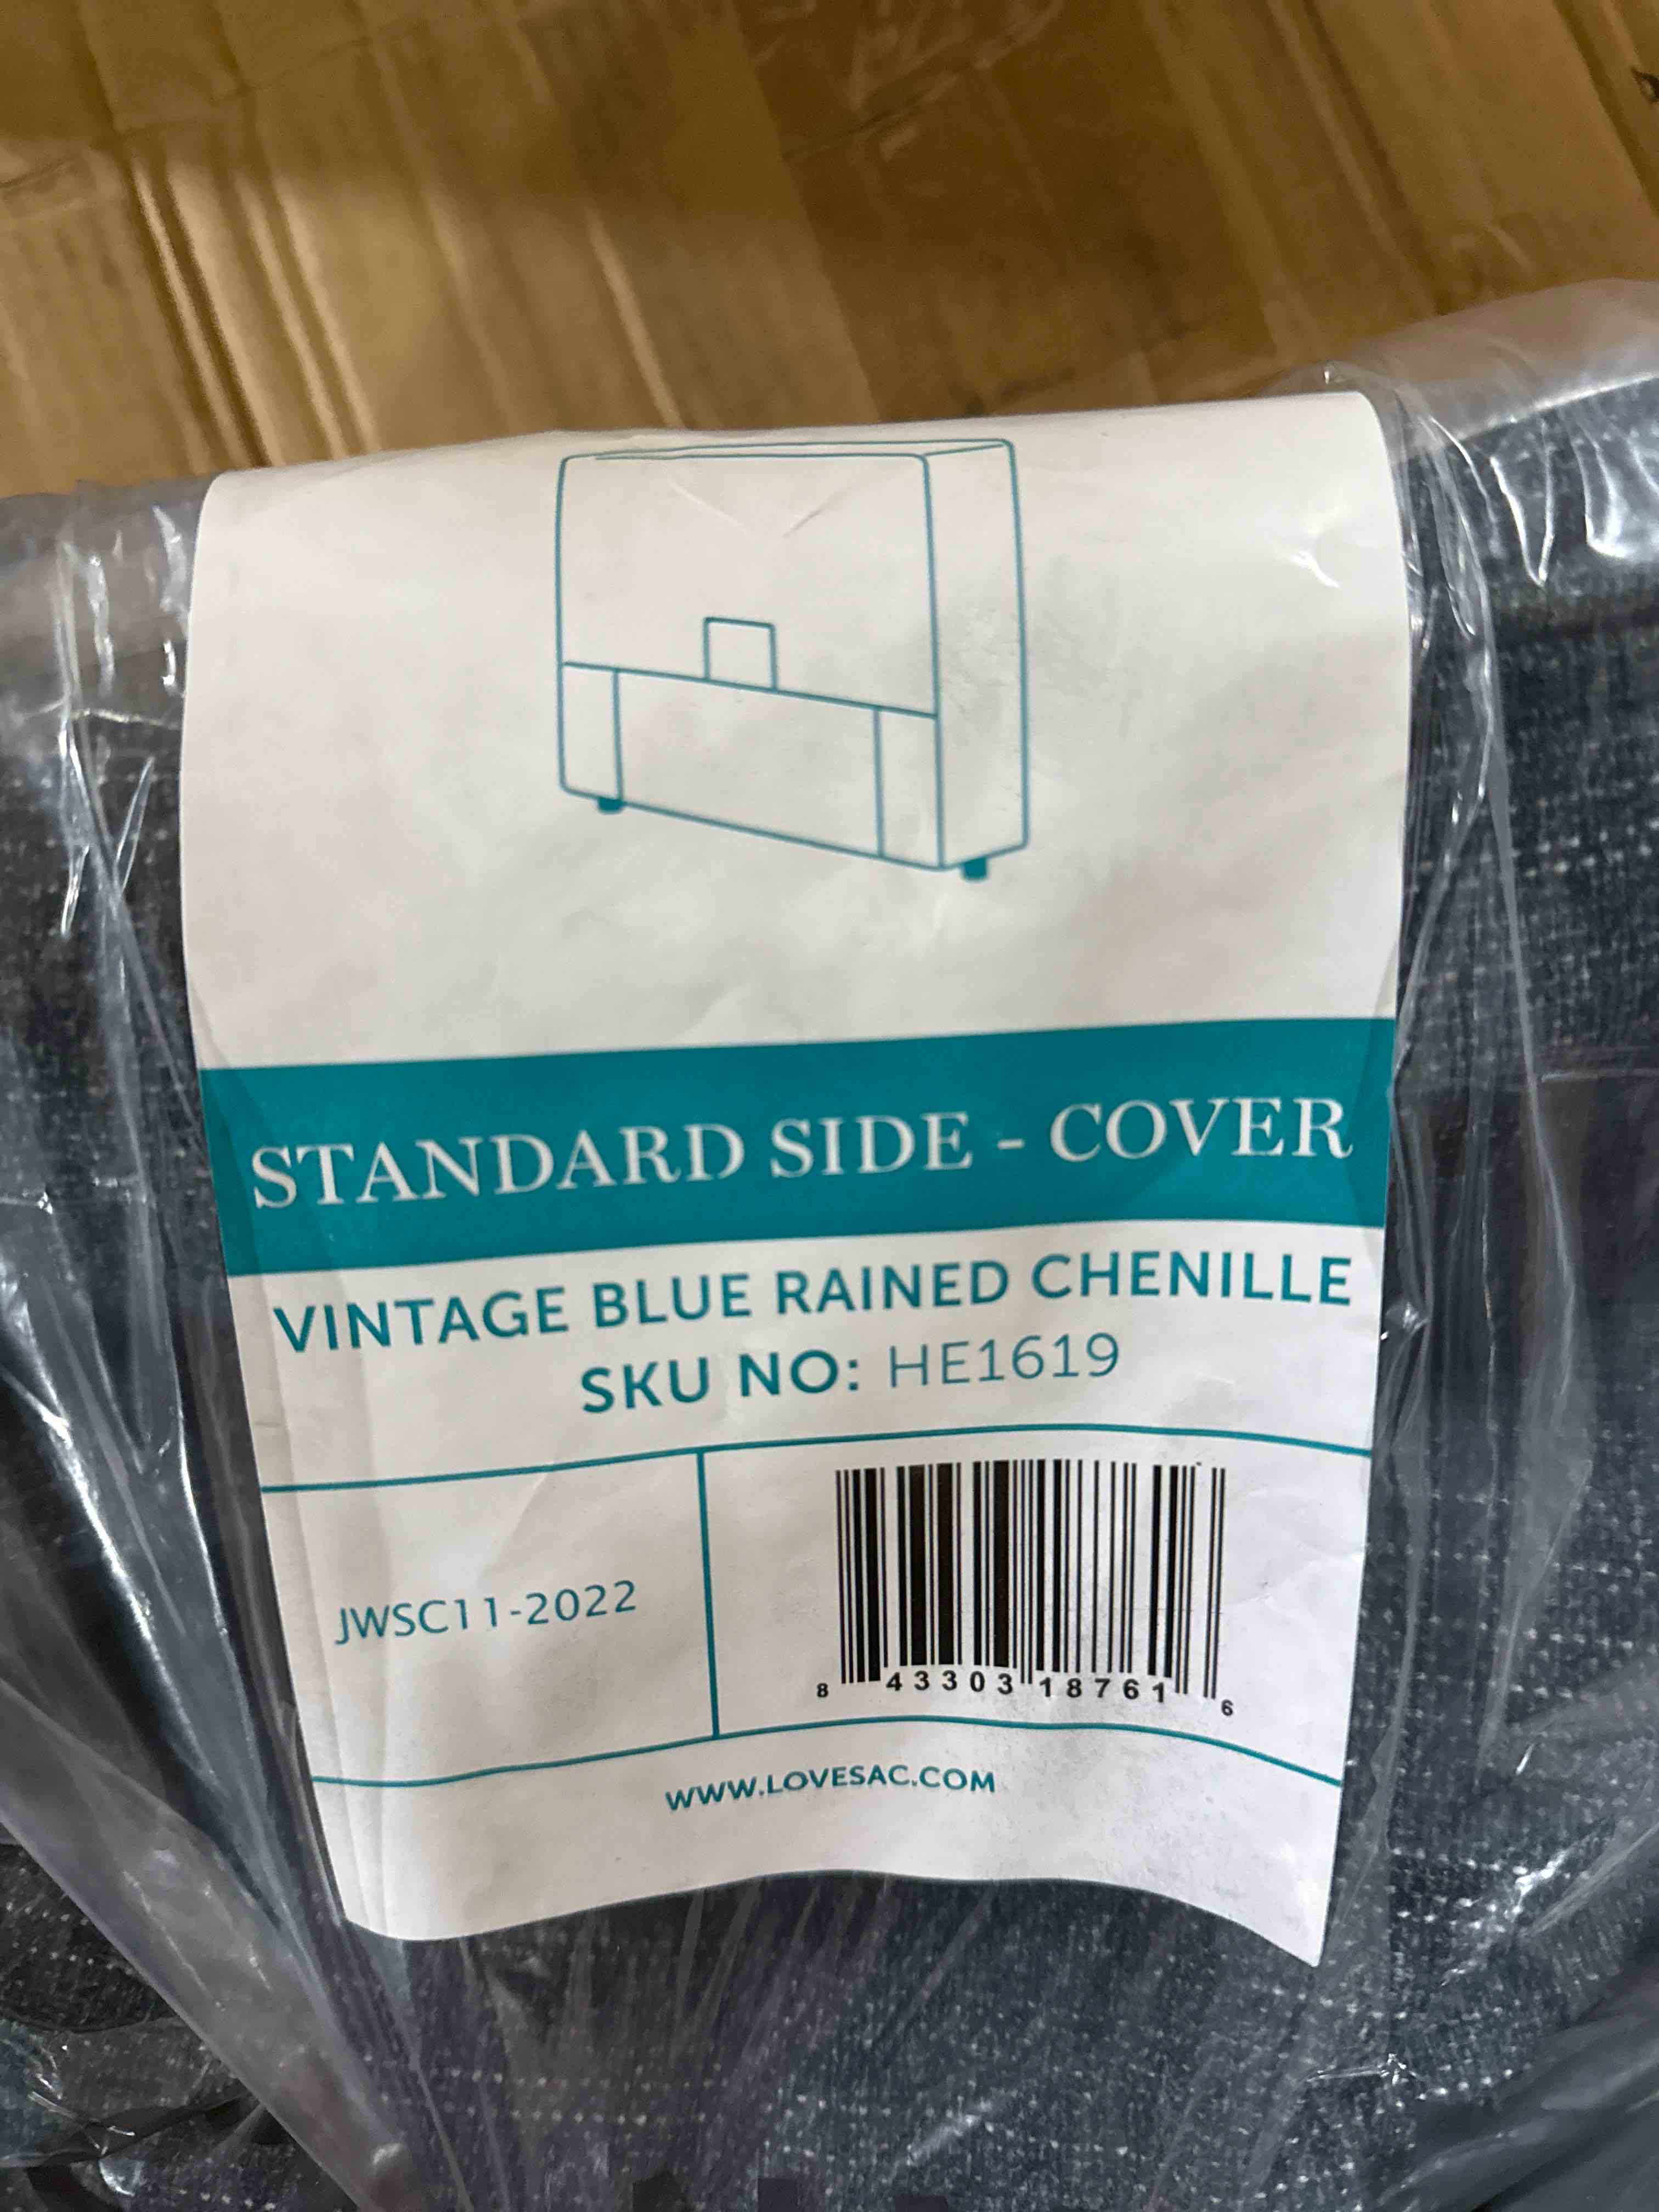 STANDARD SIDE - COVER
VINTAGE BLUE RAINED CHENILLE
SKU NO: HE1619
JWSC11-2022
8 43303 18761 6
WWW.LOVESAC.COM